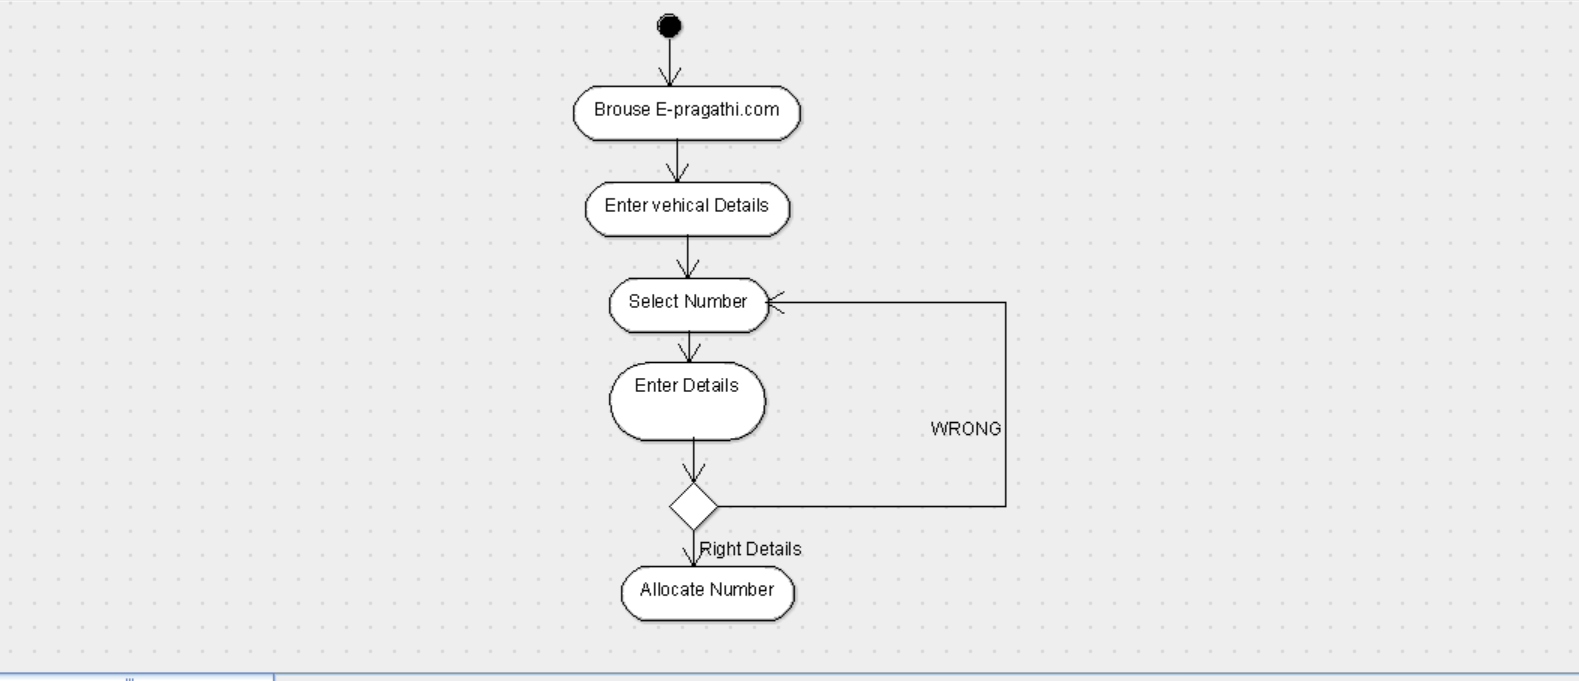 Brouse E-pragathi.com
Enter vehical Details
Select Number
Enter Details
WRONG
Right Details
Allocate Number